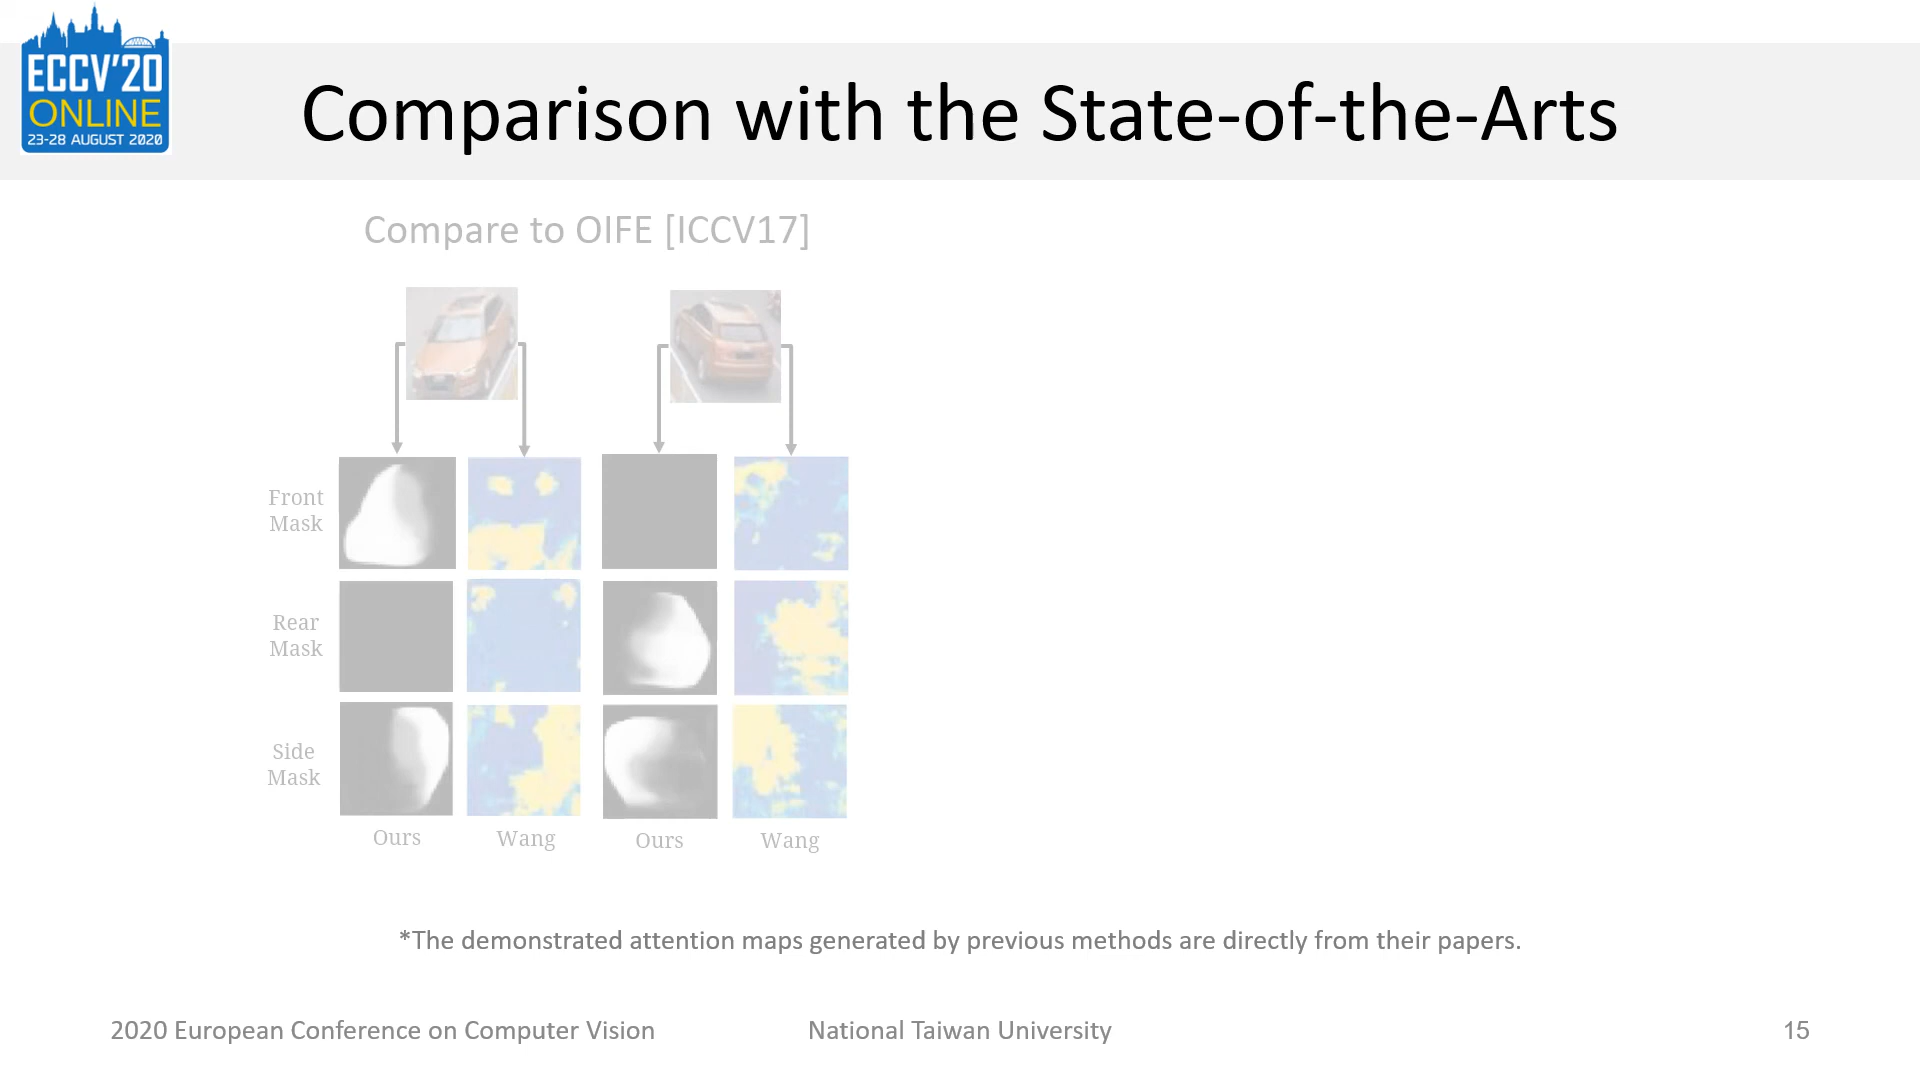 ECCV'20
ONLINE
23-28 AUGUST 2020
Comparison with the State-of-the-Arts
Compare to OIFE [ICCV17]
Front
Mask
Rear
Mask
Side
Mask
Ours
Wang
Ours
Wang
*The demonstrated attention maps generated by previous methods are directly from their papers.
2020 European Conference on Computer Vision
National Taiwan University
15